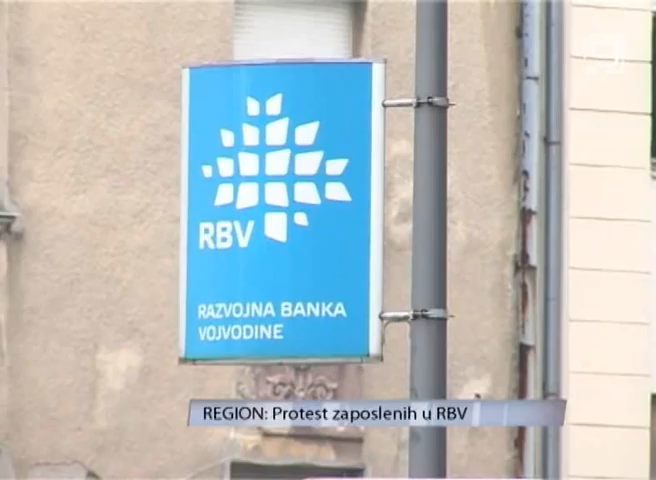 RBV
RAZVOJNA BANKA
VOJVODINE
REGION: Protest zaposlenih u RBV